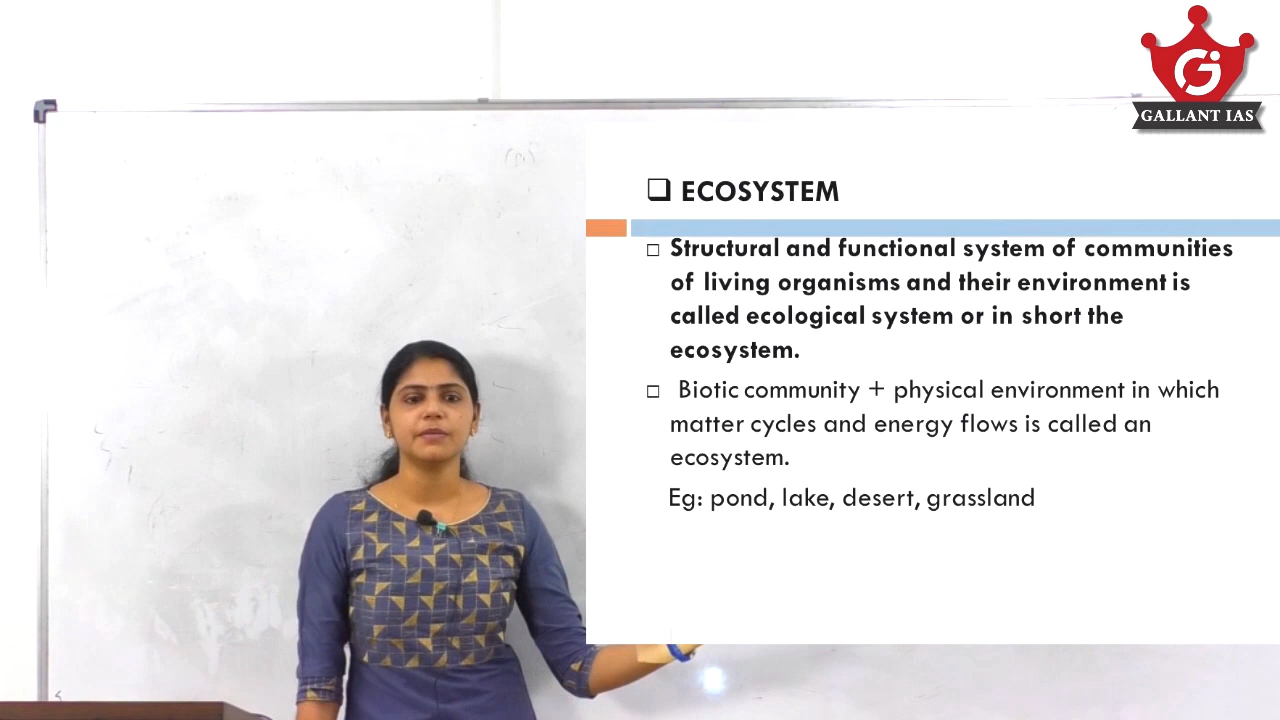 GALLANT IAS
ECOSYSTEM
Structural and functional system of communities
of living organisms and their environment is
called ecological system or in short the
ecosystem.
Biotic community + physical environment in which
matter cycles and energy flows is called an
ecosystem.
Eg: pond, lake, desert, grassland